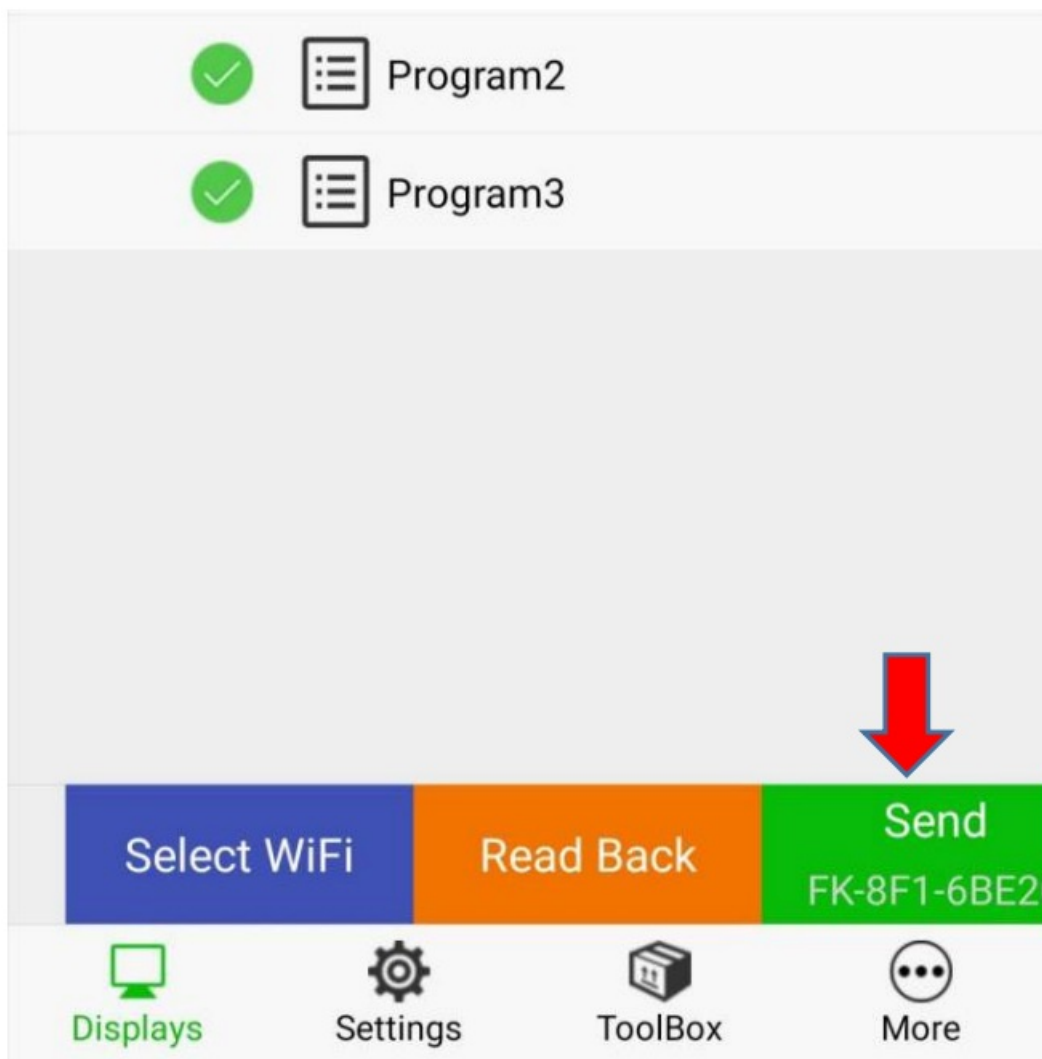 Program2
Program3
Select WiFi
Read Back
Send
FK-8F1-6BE2
Displays
Settings
ToolBox
More